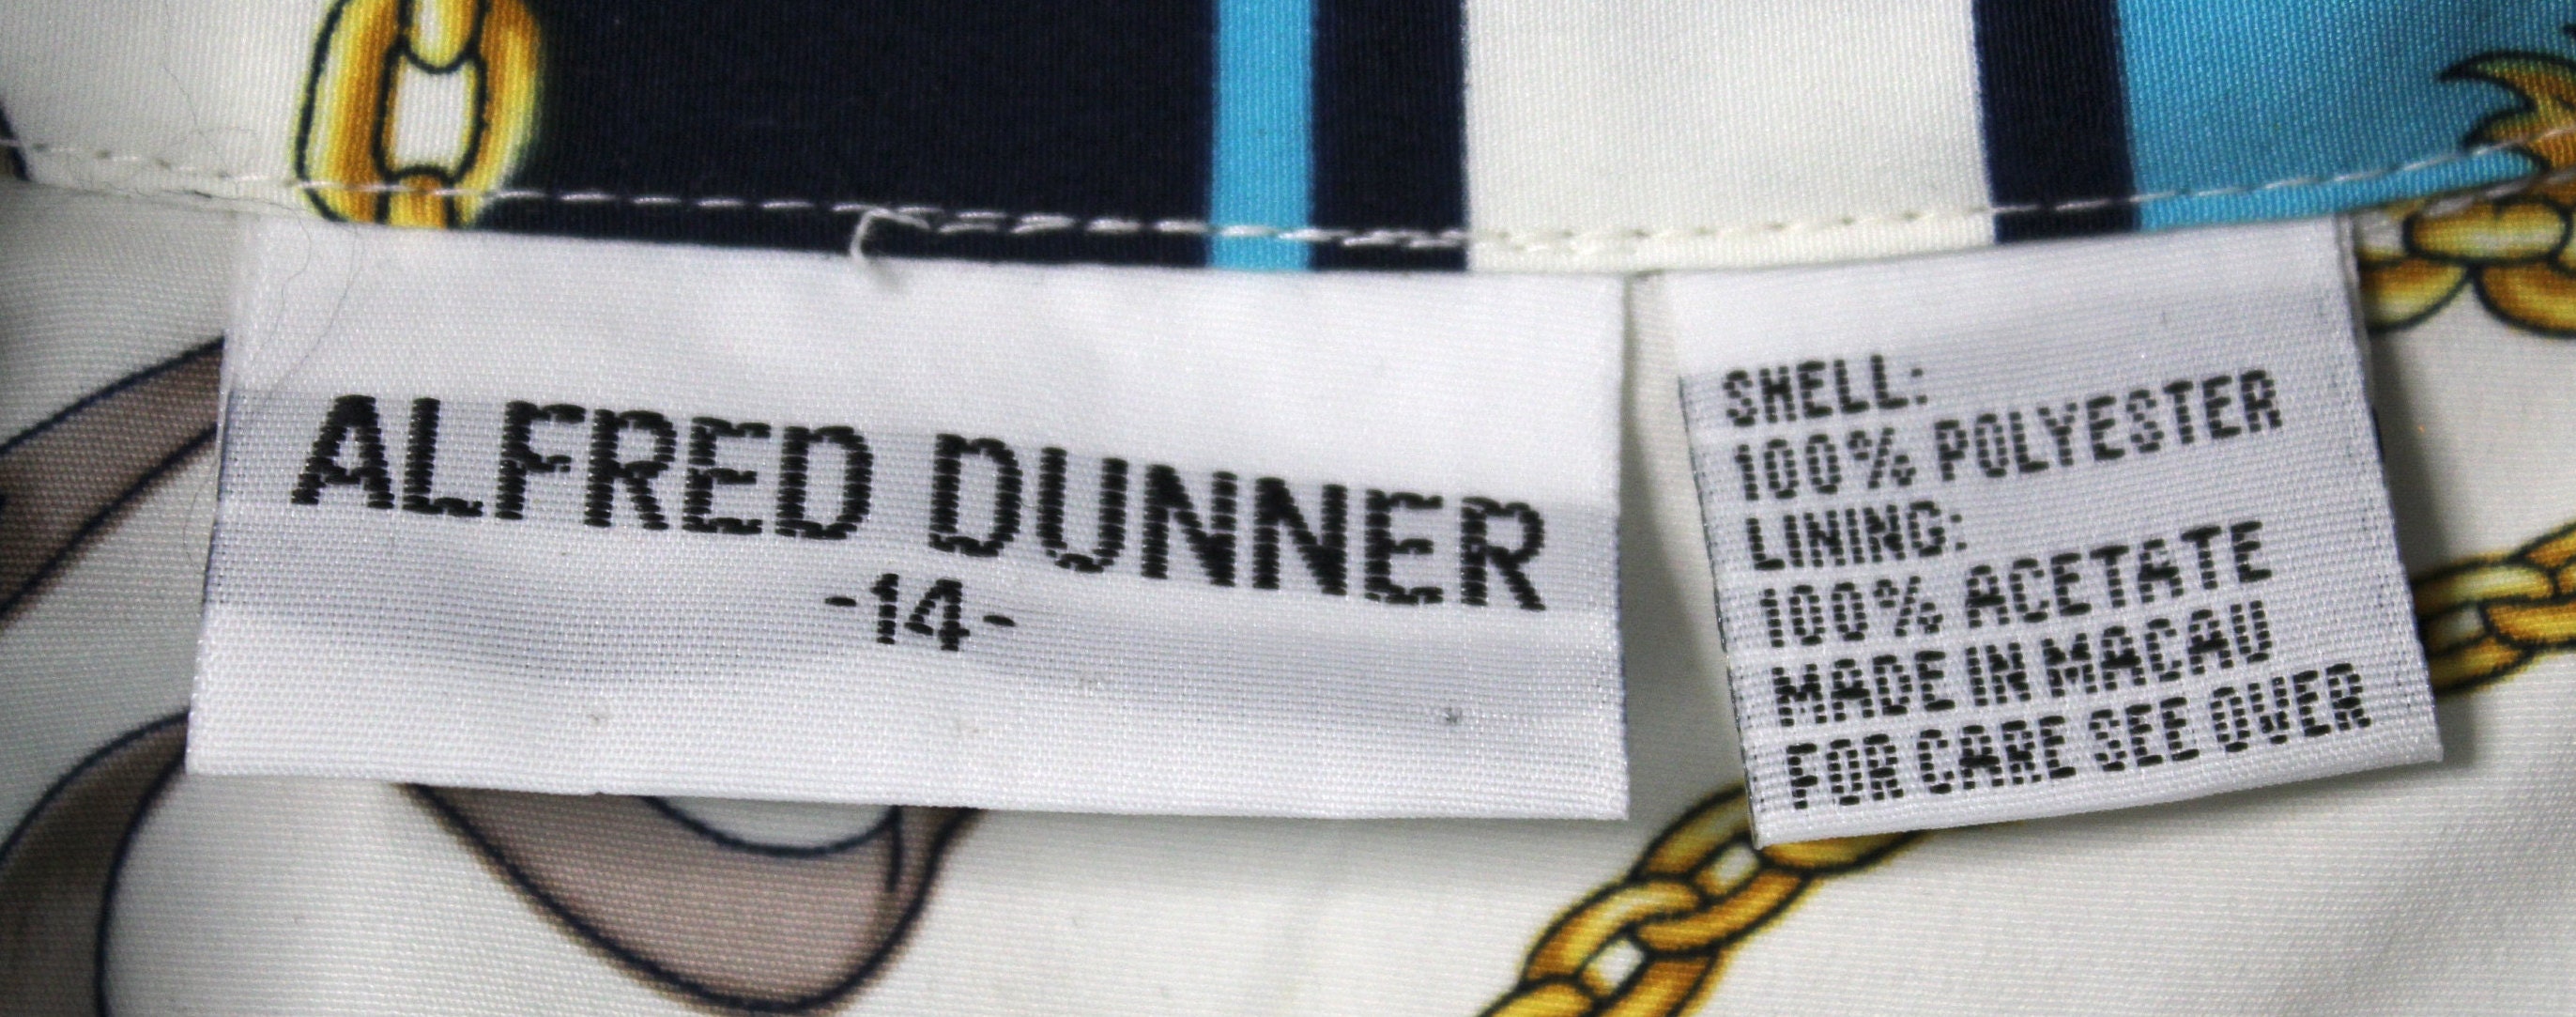 ALFRED DUNNER
-14-
SHELL:
100% POLYESTER
LINING:
100% ACETATE
MADE IN MACAU
FOR CARE SEE OVER